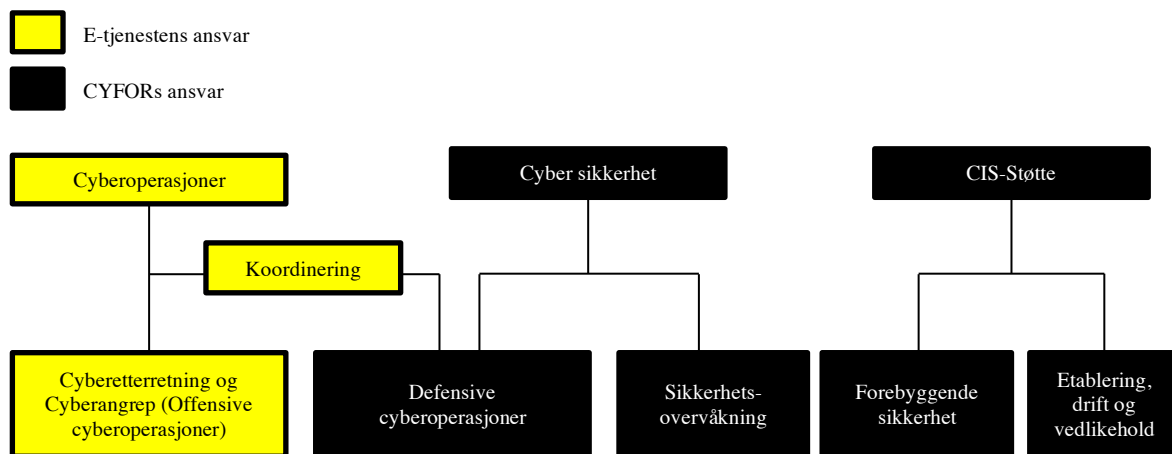 E-tjenestens ansvar
CYFORs ansvar
Cyberoperasjoner
Cyber sikkerhet
CIS-Støtte
Koordinering
Cyberetterretning og
Cyberangrep (Offensive
cyberoperasjoner)
Defensive
cyberoperasjoner
Sikkerhets-
overvåkning
Forebyggende
sikkerhet
Etablering,
drift og
vedlikehold